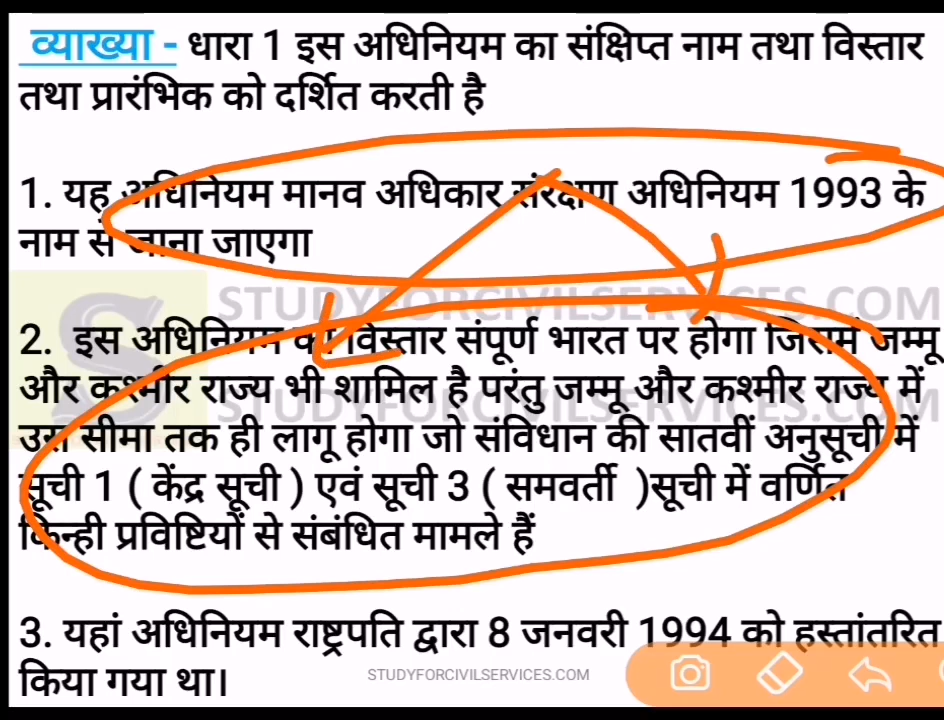 व्याख्या - धारा 1 इस अधिनियम का संक्षिप्त नाम तथा विस्तार
तथा प्रारंभिक को दर्शित करती है
1. यह अधिनियम मानव अधिकार संरक्षण अधिनियम 1993 के
नाम से जाना जाएगा
STUDYFORCIVILSERVICES.COM
2. इस अधिनियम का विस्तार संपूर्ण भारत पर होगा जिसमें जम्मू
और कश्मीर राज्य भी शामिल है परंतु जम्मू और कश्मीर राज्य में
STUDYFORCIVILSERVICES.COM
उस सीमा तक ही लागू होगा जो संविधान की सातवीं अनुसूची में
सूची 1 ( केंद्र सूची ) एवं सूची 3 ( समवर्ती )सूची में वर्णित
किन्ही प्रविष्टियों से संबंधित मामले हैं
3. यहां अधिनियम राष्ट्रपति द्वारा 8 जनवरी 1994 को हस्तांतरित
किया गया था।
STUDYFORCIVILSERVICES.COM